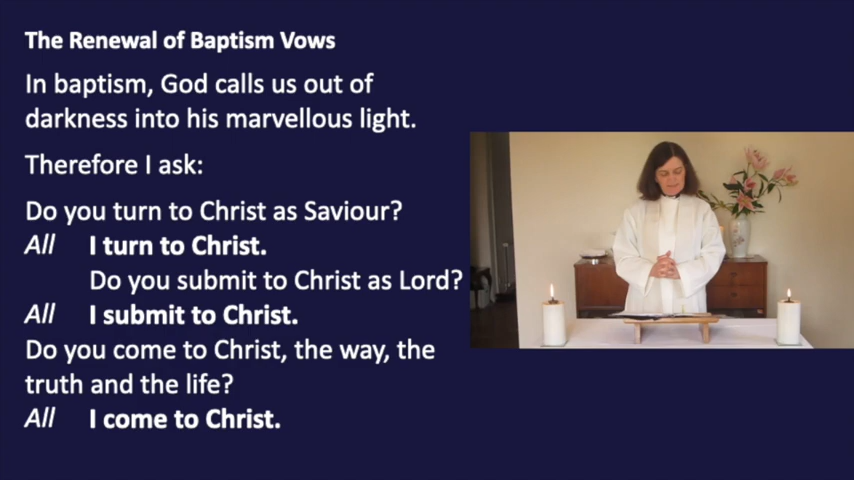 The Renewal of Baptism Vows
In baptism, God calls us out of
darkness into his marvellous light.
Therefore I ask:
Do you turn to Christ as Saviour?
All I turn to Christ.
Do you submit to Christ as Lord?
All I submit to Christ.
Do you come to Christ, the way, the
truth and the life?
All I come to Christ.